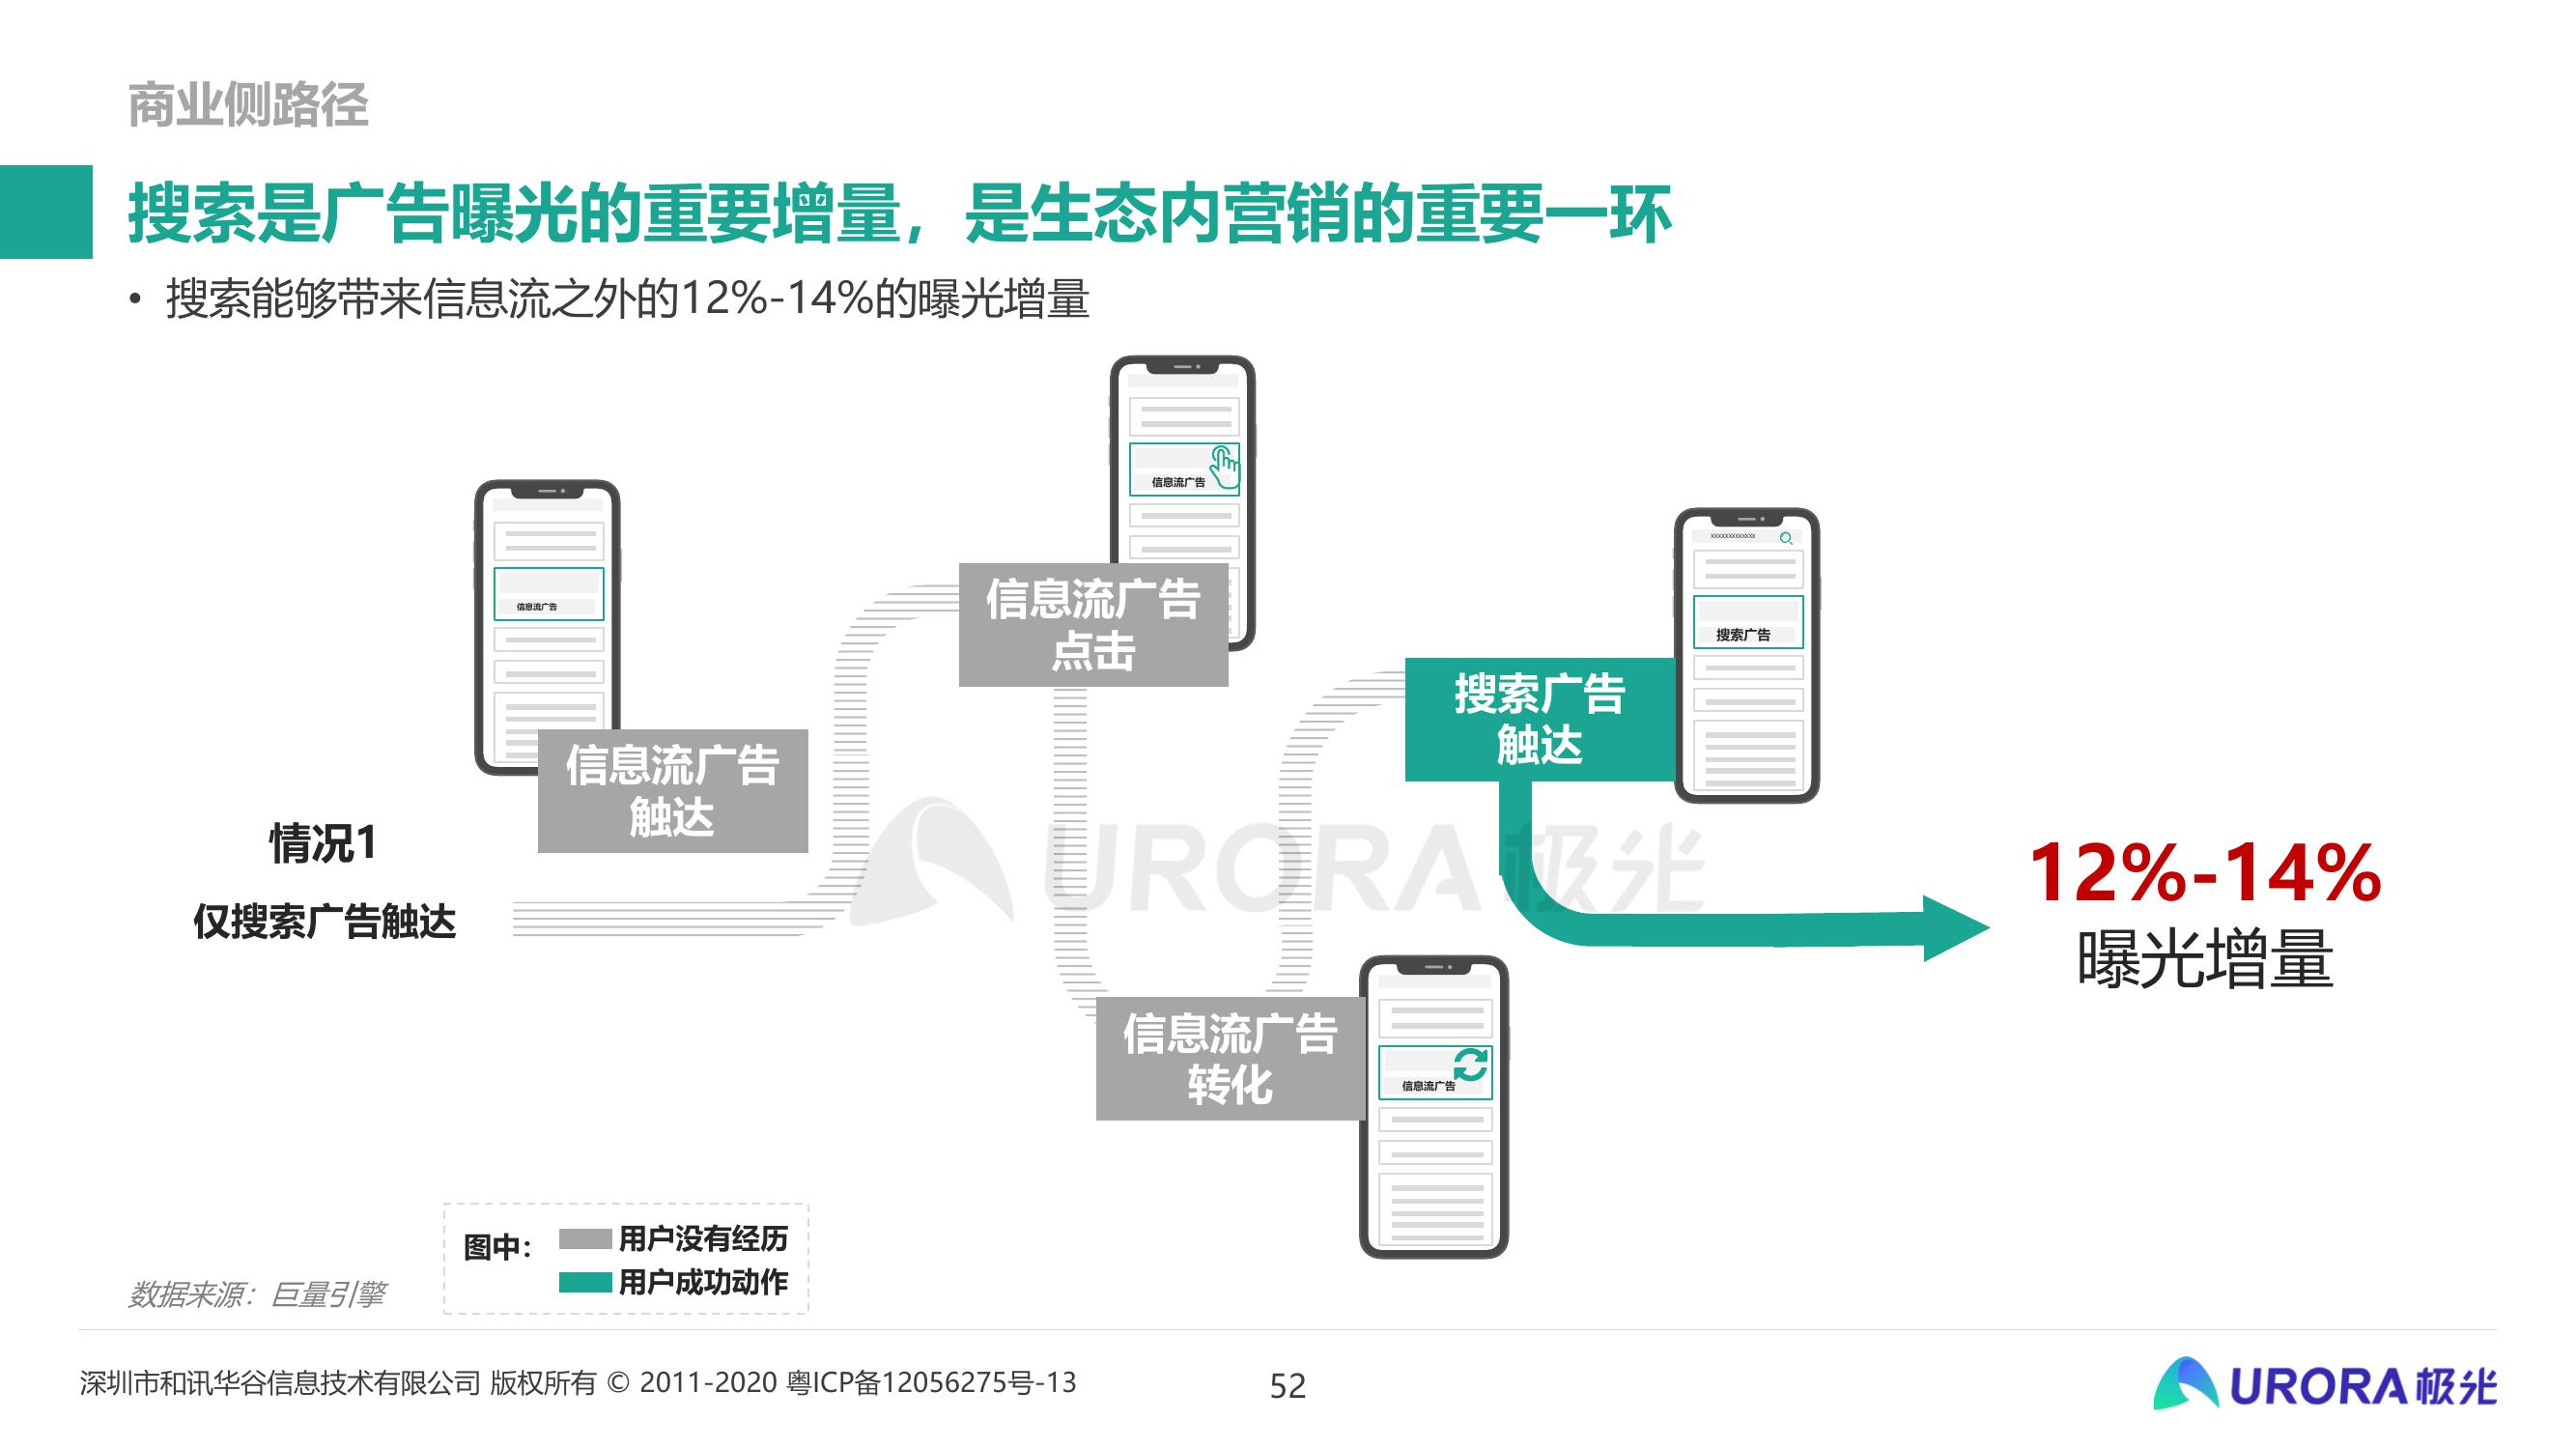 商业侧路径
搜索是广告曝光的重要增量，是生态内营销的重要一环
• 搜索能够带来信息流之外的12%-14%的曝光增量
信息流广告
信息流广告
点击
信息流广告
信息流广告
触达
xxxxxxxxxxxxx
搜索广告
搜索广告
触达
情况1
仅搜索广告触达
URORA极光
12%-14%
曝光增量
信息流广告
转化
信息流广告
图中：
用户没有经历
用户成功动作
数据来源：巨量引擎
深圳市和讯华谷信息技术有限公司 版权所有 © 2011-2020 粤ICP备12056275号-13
52
URORA极光